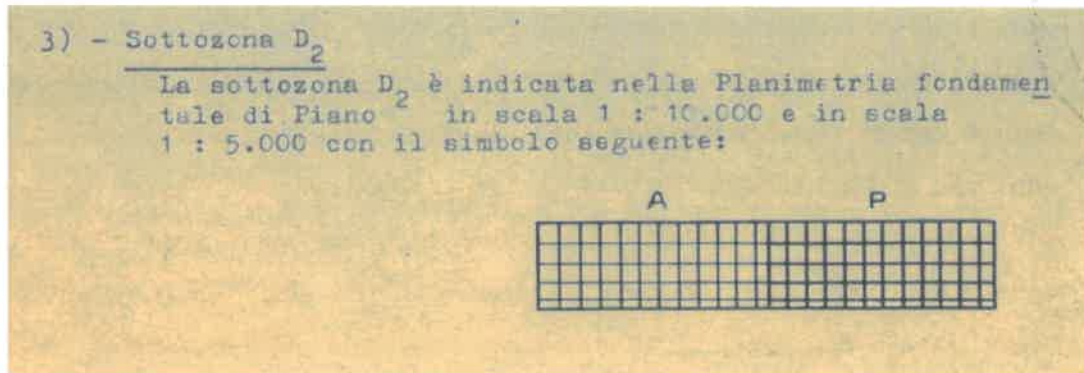 3) - Sottozona D2
La sottozona D2 è indicata nella Planimetria fondamen
tale di Piano in scala 1 : 10.000 e in scala
1 : 5.000 con il simbolo seguente:
A P